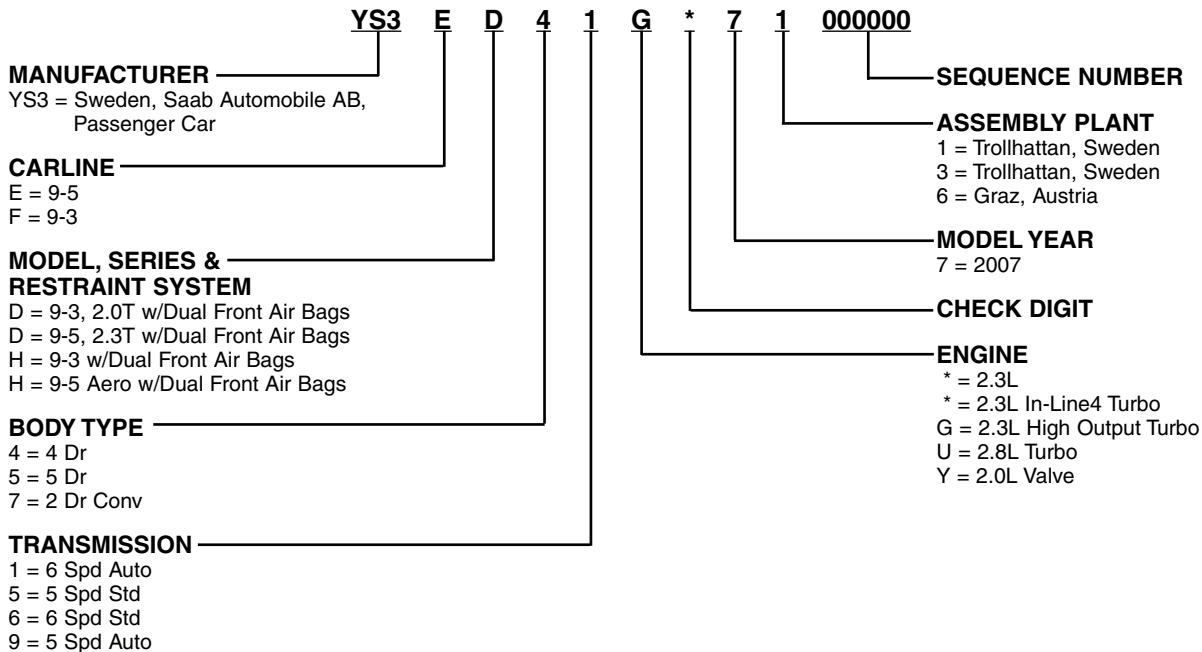 YS3 E D 4 1 G * 7 1 000000
MANUFACTURER
YS3 = Sweden, Saab Automobile AB,
Passenger Car
CARLINE
E = 9-5
F = 9-3
MODEL, SERIES &
RESTRAINT SYSTEM
D = 9-3, 2.0T w/Dual Front Air Bags
D = 9-5, 2.3T w/Dual Front Air Bags
H = 9-3 w/Dual Front Air Bags
H = 9-5 Aero w/Dual Front Air Bags
BODY TYPE
4 = 4 Dr
5 = 5 Dr
7 = 2 Dr Conv
TRANSMISSION
1 = 6 Spd Auto
5 = 5 Spd Std
6 = 6 Spd Std
9 = 5 Spd Auto
SEQUENCE NUMBER
ASSEMBLY PLANT
1 = Trollhattan, Sweden
3 = Trollhattan, Sweden
6 = Graz, Austria
MODEL YEAR
7 = 2007
CHECK DIGIT
ENGINE
* = 2.3L
* = 2.3L In-Line4 Turbo
G = 2.3L High Output Turbo
U = 2.8L Turbo
Y = 2.0L Valve